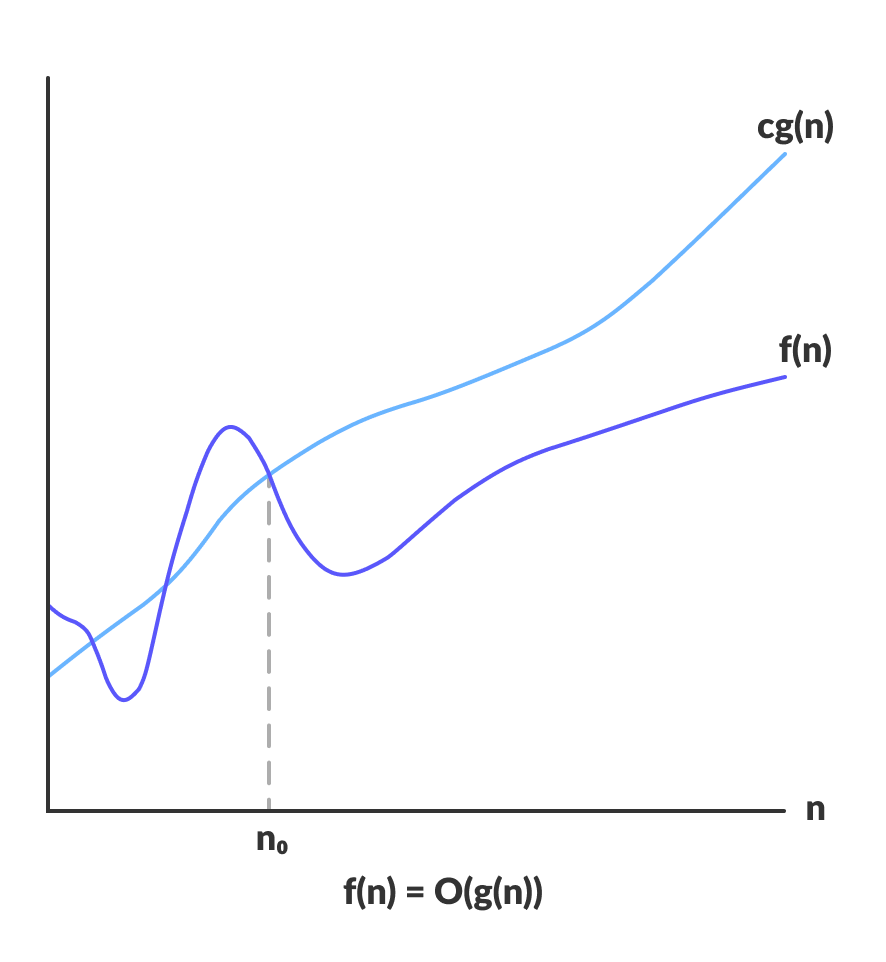 cg(n)
f(n)
n
n₀
f(n) = O(g(n))